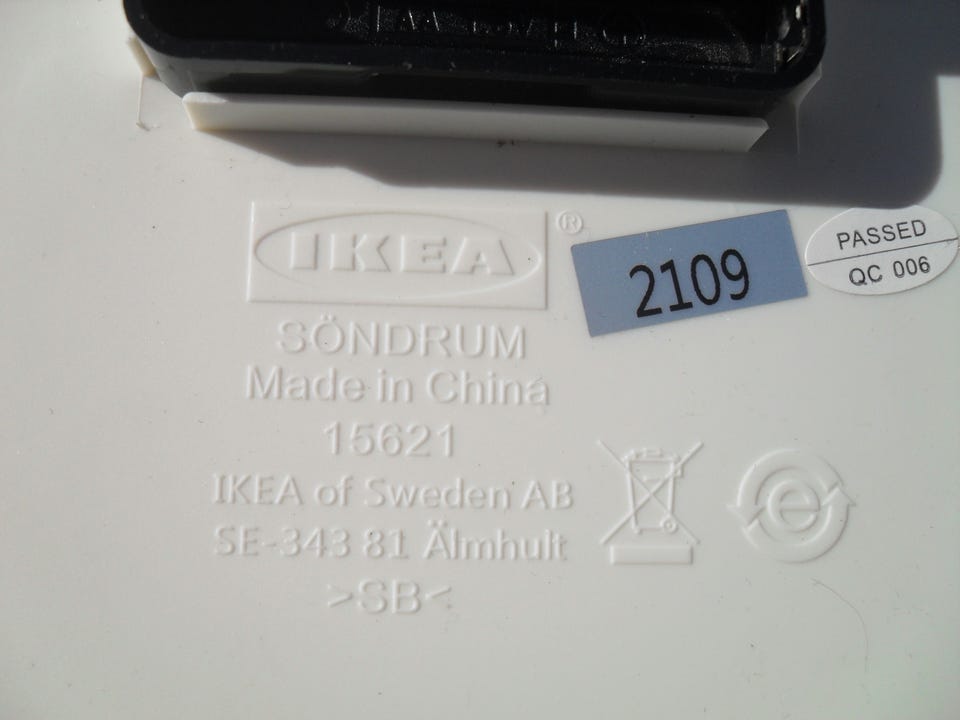 IKEA®
SÖNDRUM
Made in China
15621
IKEA of Sweden AB
SE-343 81 Älmhult
>SB<
2109
PASSED
QC 006
e